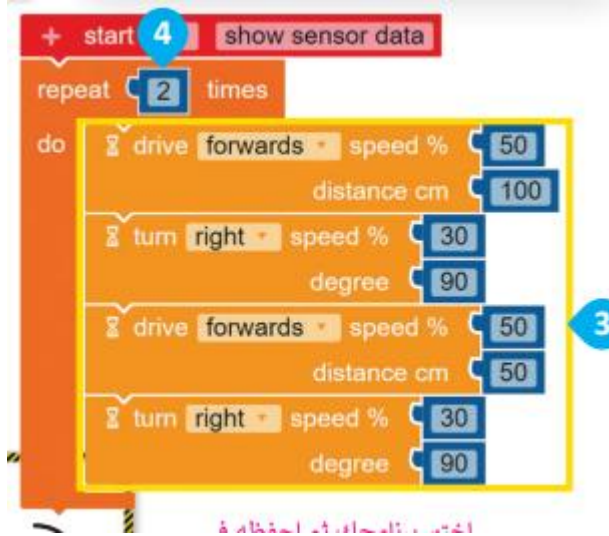 + start show sensor data
4
repeat 2 times
do drive forwards speed % 50
distance cm 100
turn right speed % 30
degree 90
drive forwards speed % 50
3
distance cm 50
turn right speed % 30
degree 90